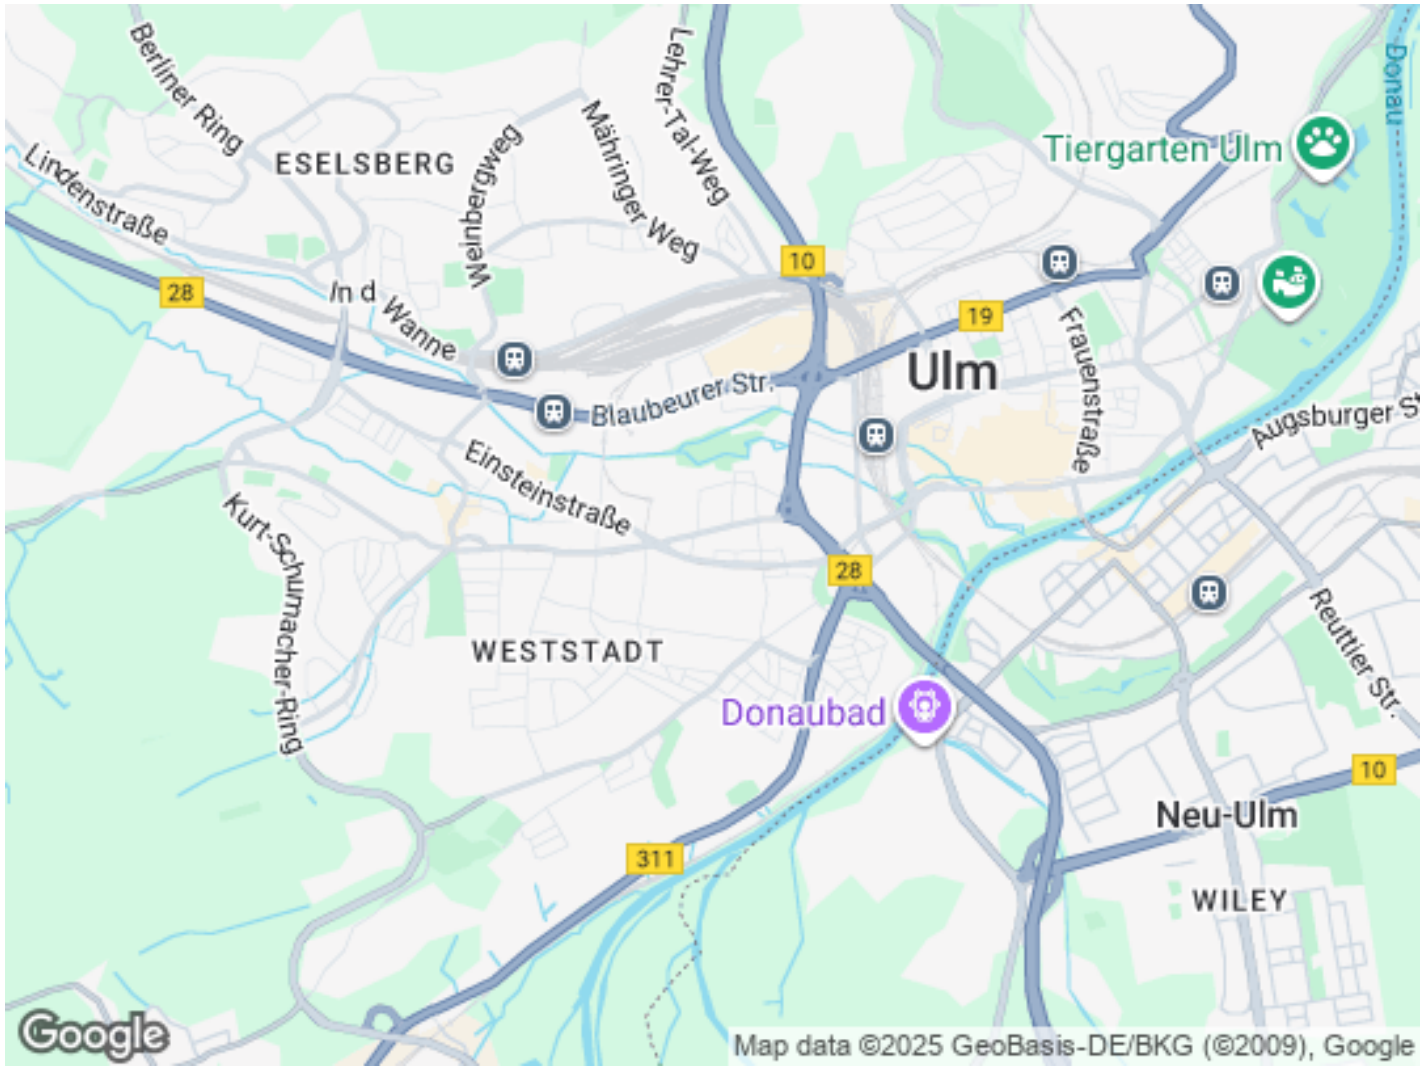 Berliner Ring
Lehrer-Tal-Weg
Donau
Mähringer Weg
Tiergarten Ulm
Lindenstraße
ESELSBERG
Weinbergweg
10
28
In d
Wanne
19
Frauenstraße
Ulm
Blaubeurer Str.
Augsburger St
Einsteinstraße
Kurt-Schumacher-Ring
28
Reuttier Str.
WESTSTADT
Donaubad
10
Neu-Ulm
311
WILEY
Google
Map data ©2025 GeoBasis-DE/BKG (©2009), Google